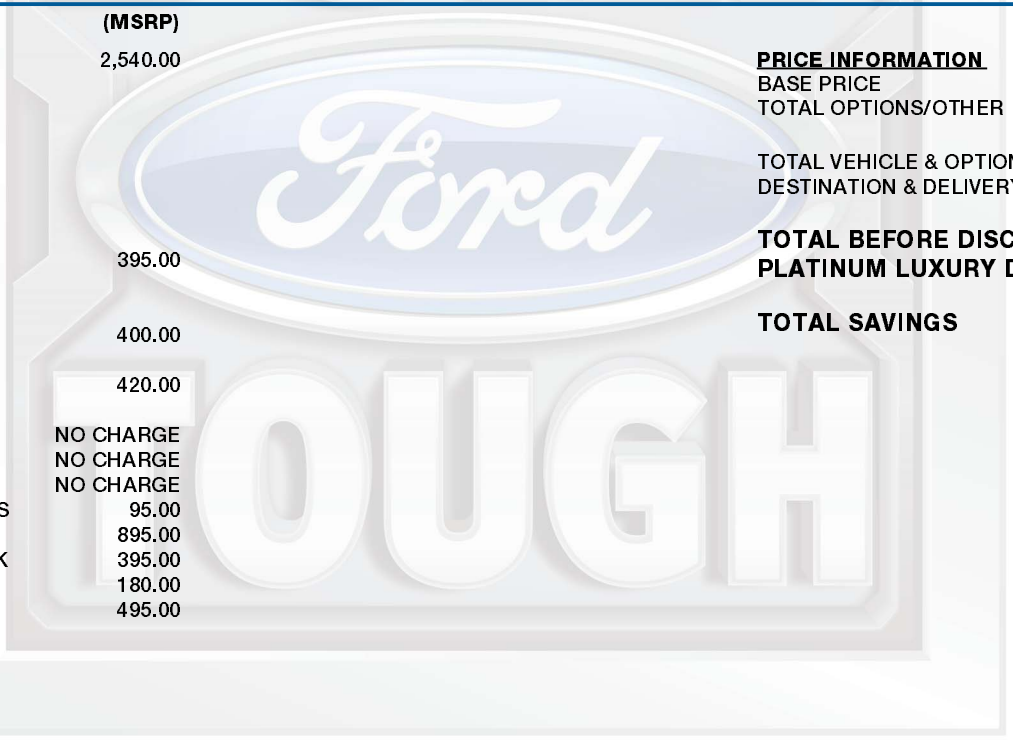 (MSRP)
2,540.00
395.00
400.00
420.00
NO CHARGE
NO CHARGE
NO CHARGE
S 95.00
895.00
K 395.00
180.00
495.00
PRICE INFORMATION
BASE PRICE
TOTAL OPTIONS/OTHER
TOTAL VEHICLE & OPTION
DESTINATION & DELIVERY
TOTAL BEFORE DISC
PLATINUM LUXURY D
TOTAL SAVINGS
Ford
TOUGH